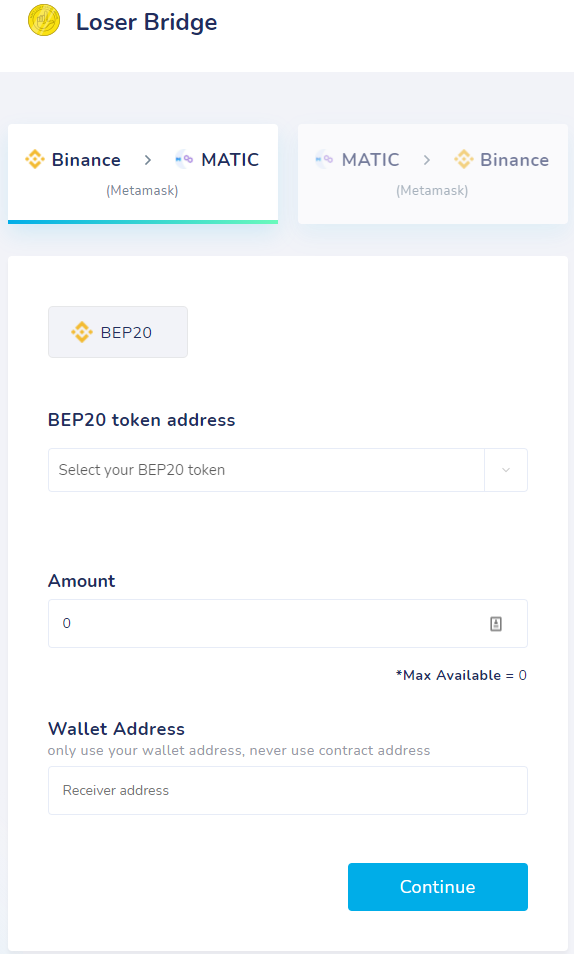 Loser Bridge
Binance > MATIC
(Metamask)
MATIC > Binance
(Metamask)
BEP20
BEP20 token address
Select your BEP20 token
Amount
0
*Max Available = 0
Wallet Address
only use your wallet address, never use contract address
Receiver address
Continue